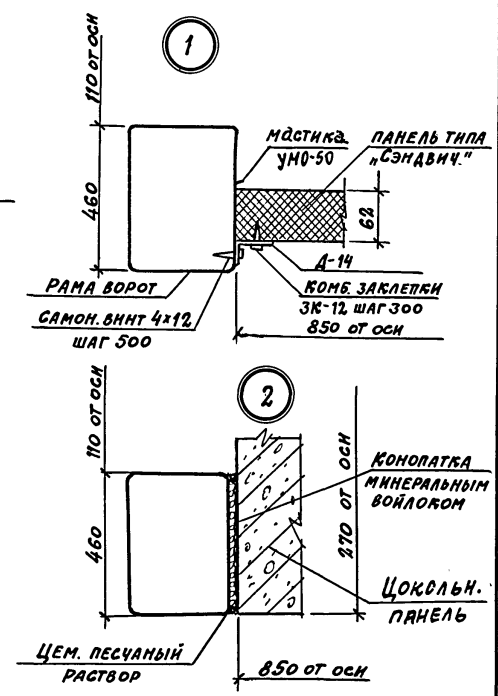 1
110 от оси
460
мастика
УМО-50
ПАНЕЛЬ ТИПА
„Сэндвич."
62
Д-14
КОМБ. ЗАКЛЕПКИ
ЗК-12 ШАГ 300
850 от оси
РАМА ВОРОТ
САМОН. ВИНТ 4×12
ШАГ 500
2
110 от оси
460
270 от оси
КОНОПАТКА
МИНЕРАЛЬНЫМ
ВОЙЛОКОМ
ЦОКОЛЬН.
ПАНЕЛЬ
ЦЕМ. ПЕСЧАНЫЙ
РАСТВОР
850 от оси